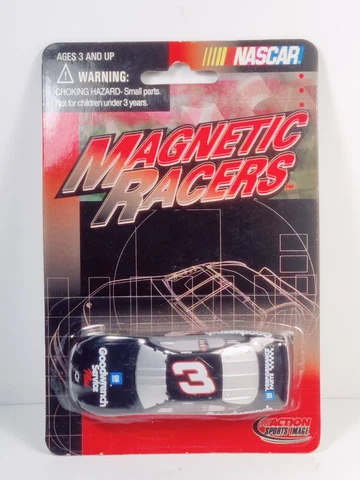 AGES 3 AND UP
NASCAR
WARNING:
CHOKING HAZARD- Small parts.
Not for children under 3 years.
MAGNETIC
RACERS
GM
Goodwrench
Service
3
ACTION
SPORTS IMAGE